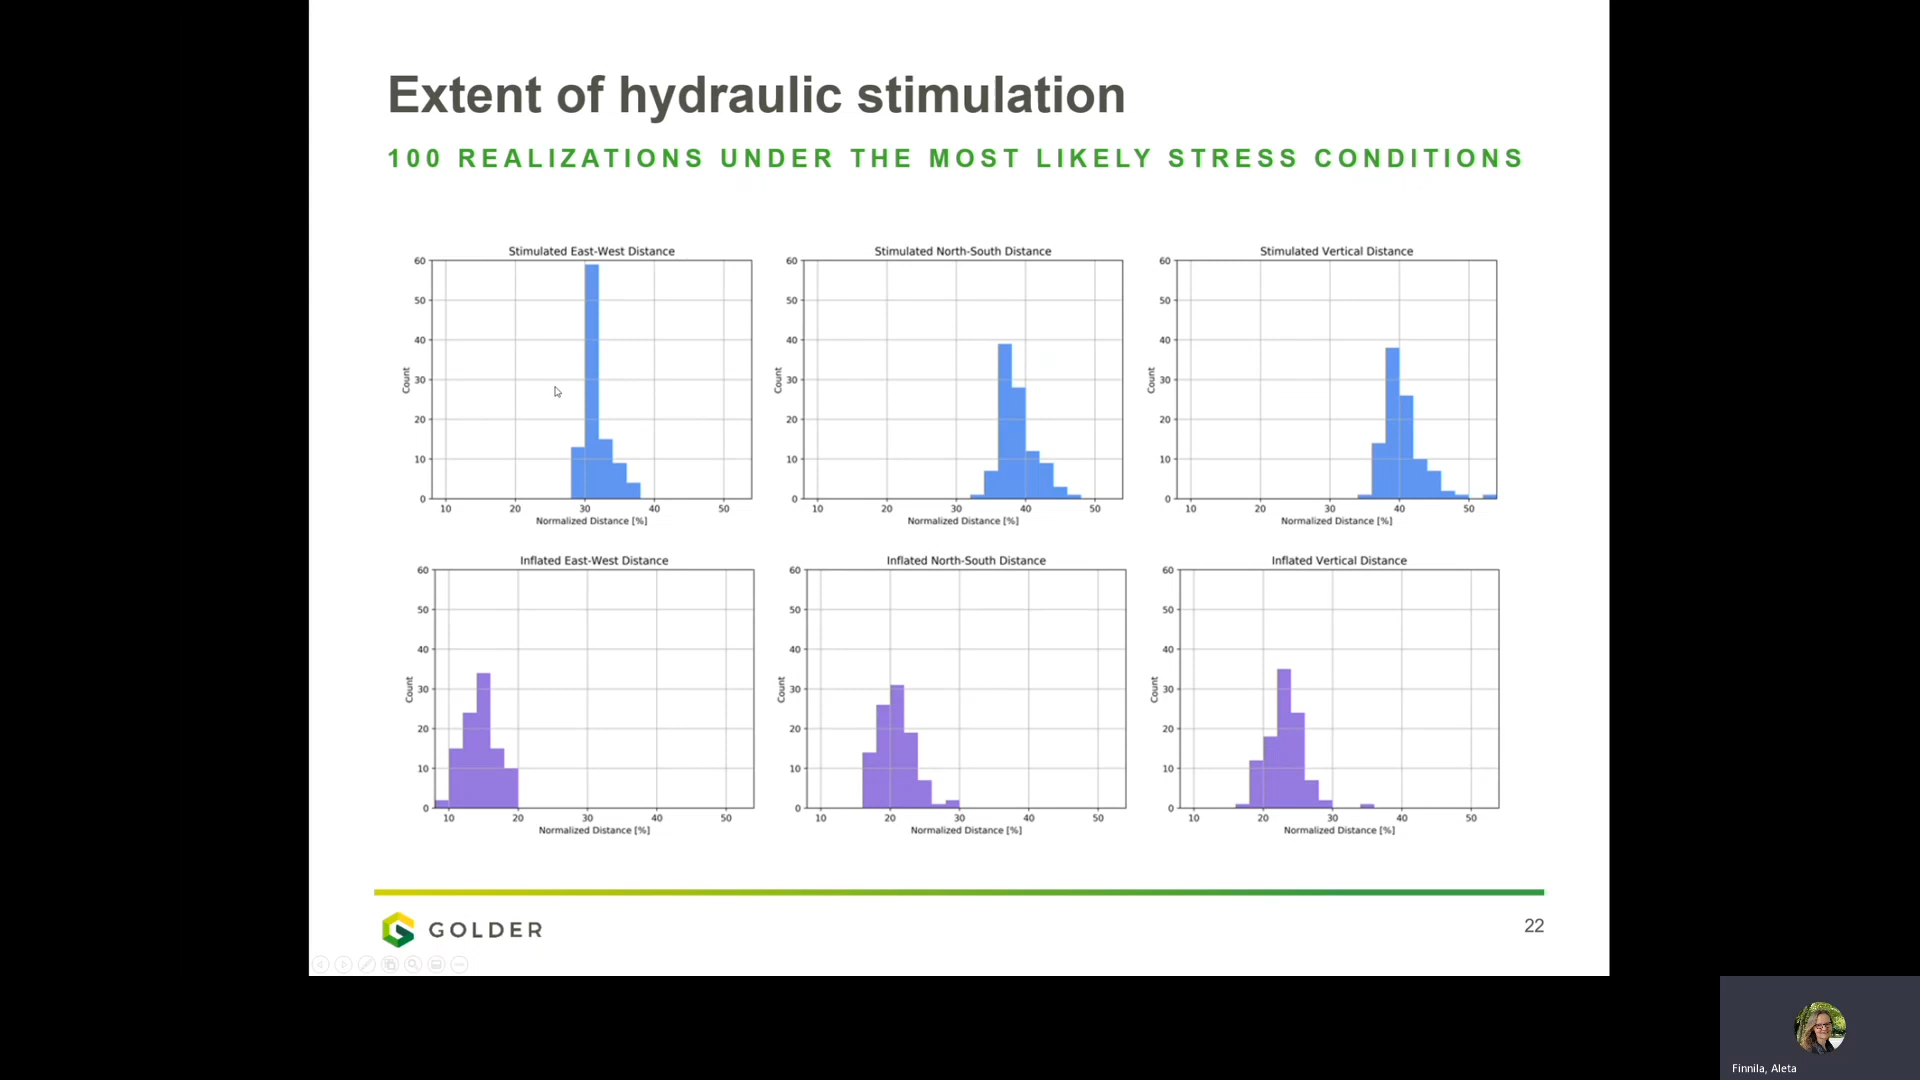 Extent of hydraulic stimulation
100 REALIZATIONS UNDER THE MOST LIKELY STRESS CONDITIONS
Stimulated East-West Distance
60
50
40
30
20
10
0
Count
10 20 30 40 50
Normalized Distance [%]
Stimulated North-South Distance
60
50
40
30
20
10
0
Count
10 20 30 40 50
Normalized Distance [%]
Stimulated Vertical Distance
60
50
40
30
20
10
0
Count
10 20 30 40 50
Normalized Distance [%]
Inflated East-West Distance
60
50
40
30
20
10
0
Count
10 20 30 40 50
Normalized Distance [%]
Inflated North-South Distance
60
50
40
30
20
10
0
Count
10 20 30 40 50
Normalized Distance [%]
Inflated Vertical Distance
60
50
40
30
20
10
0
Count
10 20 30 40 50
Normalized Distance [%]
GOLDER
22
Finnila, Aleta